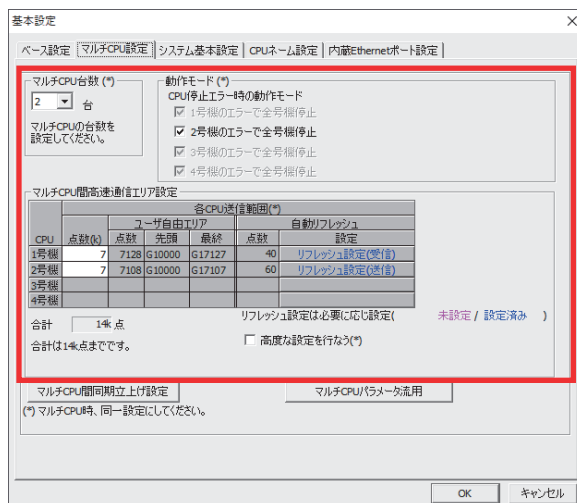 基本設定
ベース設定 マルチCPU設定 システム基本設定 CPUネーム設定 内蔵Ethernetポート設定
マルチCPU台数 (*)
2 台
マルチCPUの台数を
設定してください。
動作モード (*)
CPU停止エラー時の動作モード
1号機のエラーで全号機停止
2号機のエラーで全号機停止
3号機のエラーで全号機停止
4号機のエラーで全号機停止
マルチCPU間高速通信エリア設定
各CPU送信範囲(*)
ユーザ自由エリア 自動リフレッシュ
CPU 点数(k) 点数 先頭 最終 点数 設定
1号機 7 7128 G10000 G17127 40 リフレッシュ設定(受信)
2号機 7 7108 G10000 G17107 60 リフレッシュ設定(送信)
3号機
4号機
合計 14k 点 リフレッシュ設定は必要に応じ設定( 未設定 / 設定済み )
合計は14k点までです。 高度な設定を行なう(*)
マルチCPU間同期立上げ設定 マルチCPUパラメータ流用
(*) マルチCPU時、同一設定にしてください。
OK キャンセル